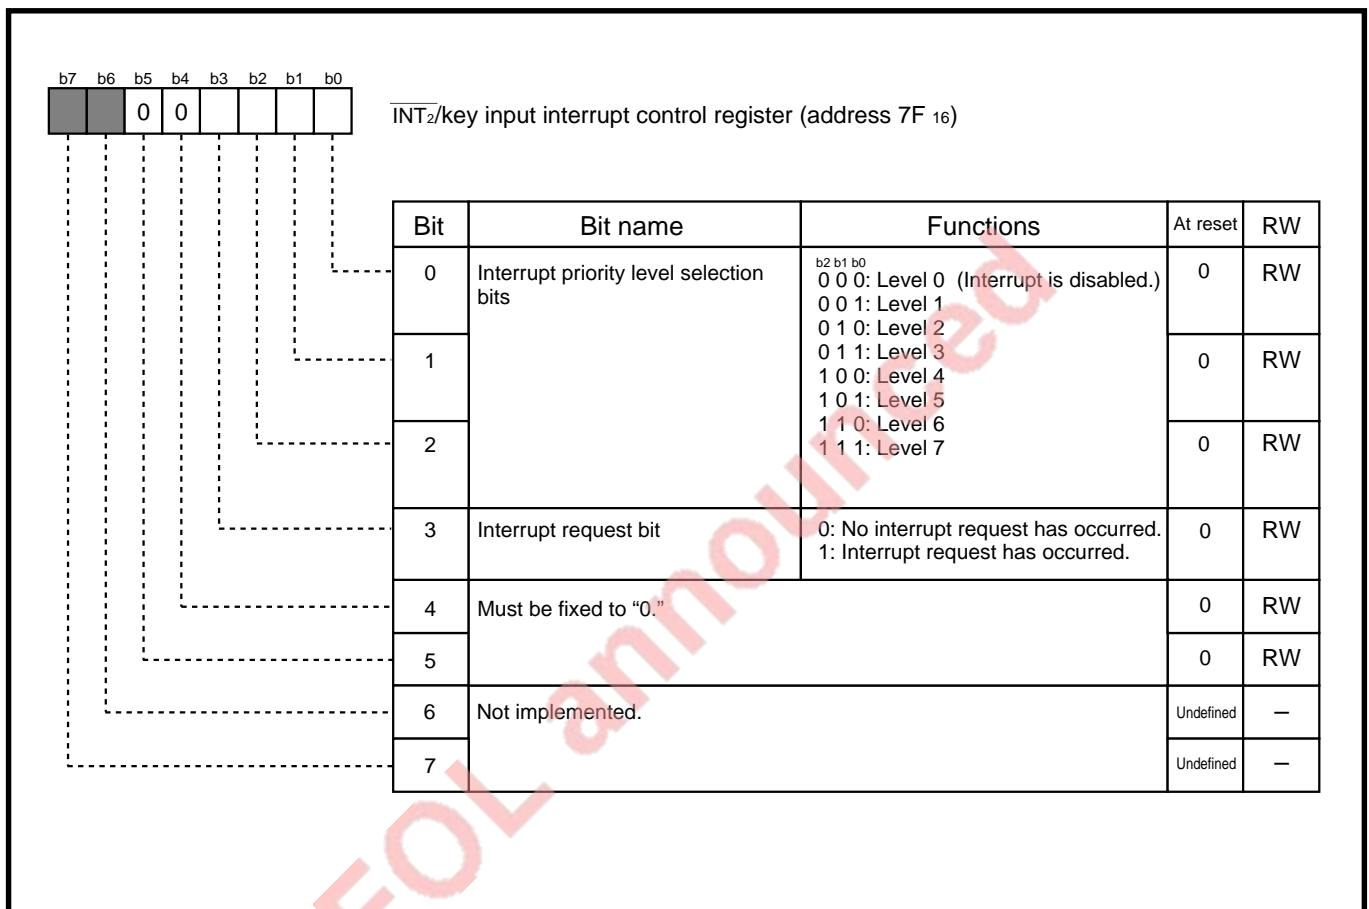 b7 b6 b5 b4 b3 b2 b1 b0
0 0
INT2/key input interrupt control register (address 7F 16)
Bit Bit name Functions At reset RW
0 Interrupt priority level selection bits
b2 b1 b0
0 0 0: Level 0 (Interrupt is disabled.)
0 0 1: Level 1
0 1 0: Level 2
0 1 1: Level 3
1 0 0: Level 4
1 0 1: Level 5
1 1 0: Level 6
1 1 1: Level 7
0 RW
1 0 RW
2 0 RW
3 Interrupt request bit
0: No interrupt request has occurred.
1: Interrupt request has occurred.
0 RW
4 Must be fixed to “0.” 0 RW
5 0 RW
6 Not implemented. Undefined –
7 Undefined –
EOL announced